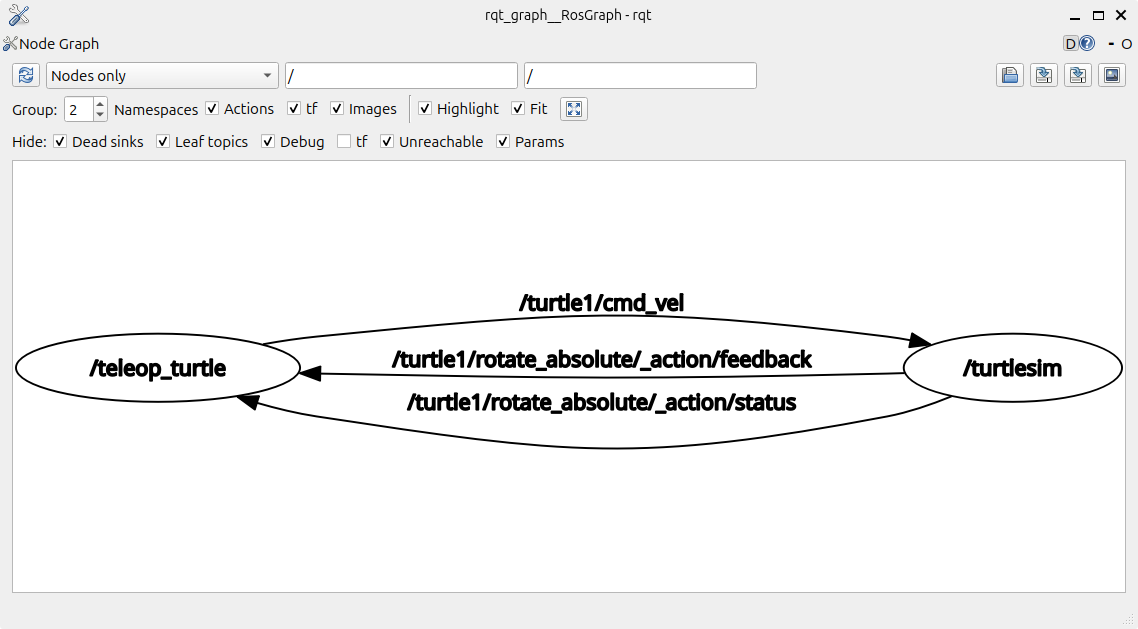 rqt_graph__RosGraph - rqt
Node Graph D ? - O
Nodes only / /
Group: 2 Namespaces Actions tf Images Highlight Fit
Hide: Dead sinks Leaf topics Debug tf Unreachable Params
/turtle1/cmd_vel
/turtle1/rotate_absolute/_action/feedback
/teleop_turtle /turtlesim
/turtle1/rotate_absolute/_action/status